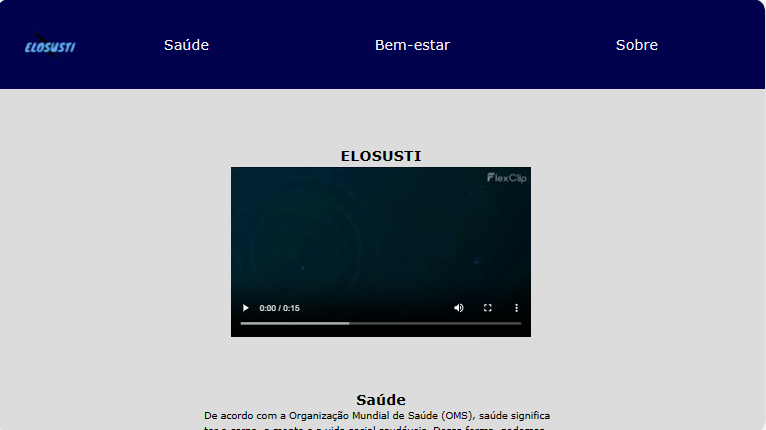 ELOSUSTI
Saúde
Bem-estar
Sobre
ELOSUSTI
FlexClip
0:00 / 0:15
Saúde
De acordo com a Organização Mundial de Saúde (OMS), saúde significa